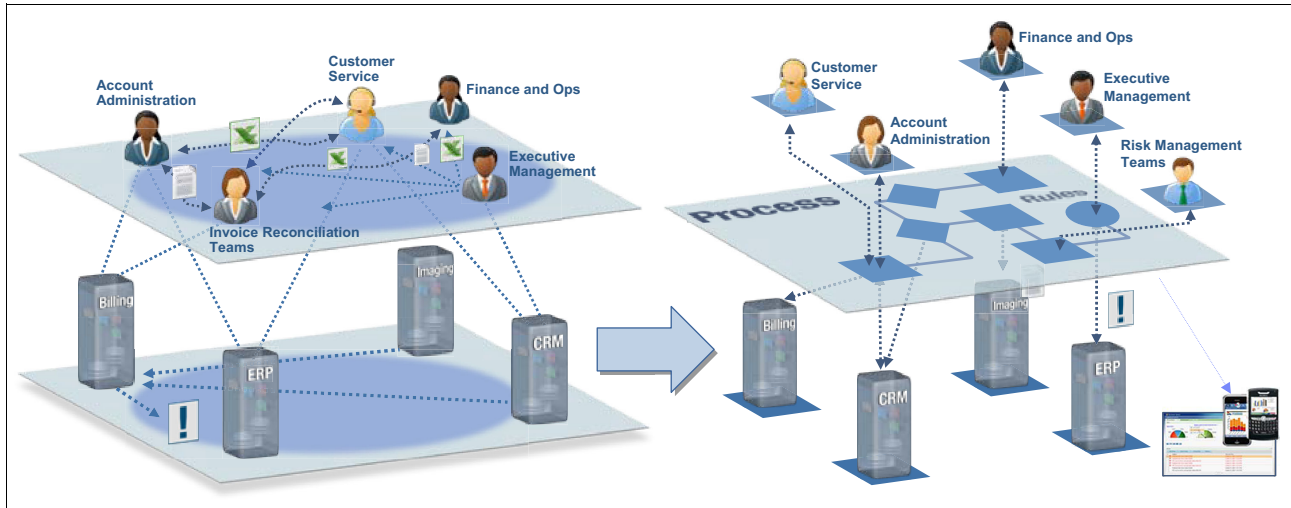 Account
Administration
Customer
Service
Finance and Ops
Executive
Management
Invoice Reconciliation
Teams
Billing
Imaging
ERP
CRM
!
Customer
Service
Finance and Ops
Executive
Management
Account
Administration
Risk Management
Teams
Process
Rules
Billing
Imaging
!
CRM
ERP